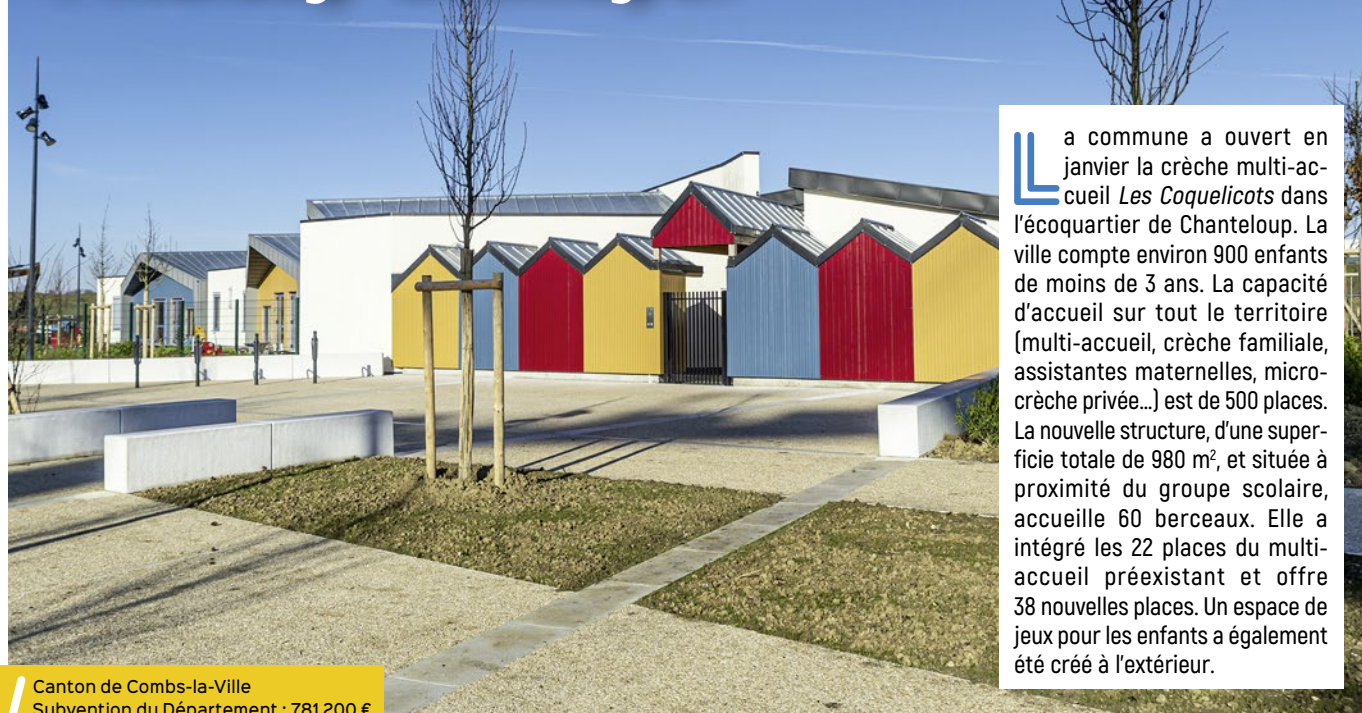 La commune a ouvert en
janvier la crèche multi-ac-
cueil Les Coquelicots dans
l'écoquartier de Chanteloup. La
ville compte environ 900 enfants
de moins de 3 ans. La capacité
d'accueil sur tout le territoire
(multi-accueil, crèche familiale,
assistantes maternelles, micro-
crèche privée...) est de 500 places.
La nouvelle structure, d'une super-
ficie totale de 980 m², et située à
proximité du groupe scolaire,
accueille 60 berceaux. Elle a
intégré les 22 places du multi-
accueil préexistant et offre
38 nouvelles places. Un espace de
jeux pour les enfants a également
été créé à l'extérieur.
Canton de Combs-la-Ville
Subvention du Département : 781 200 €